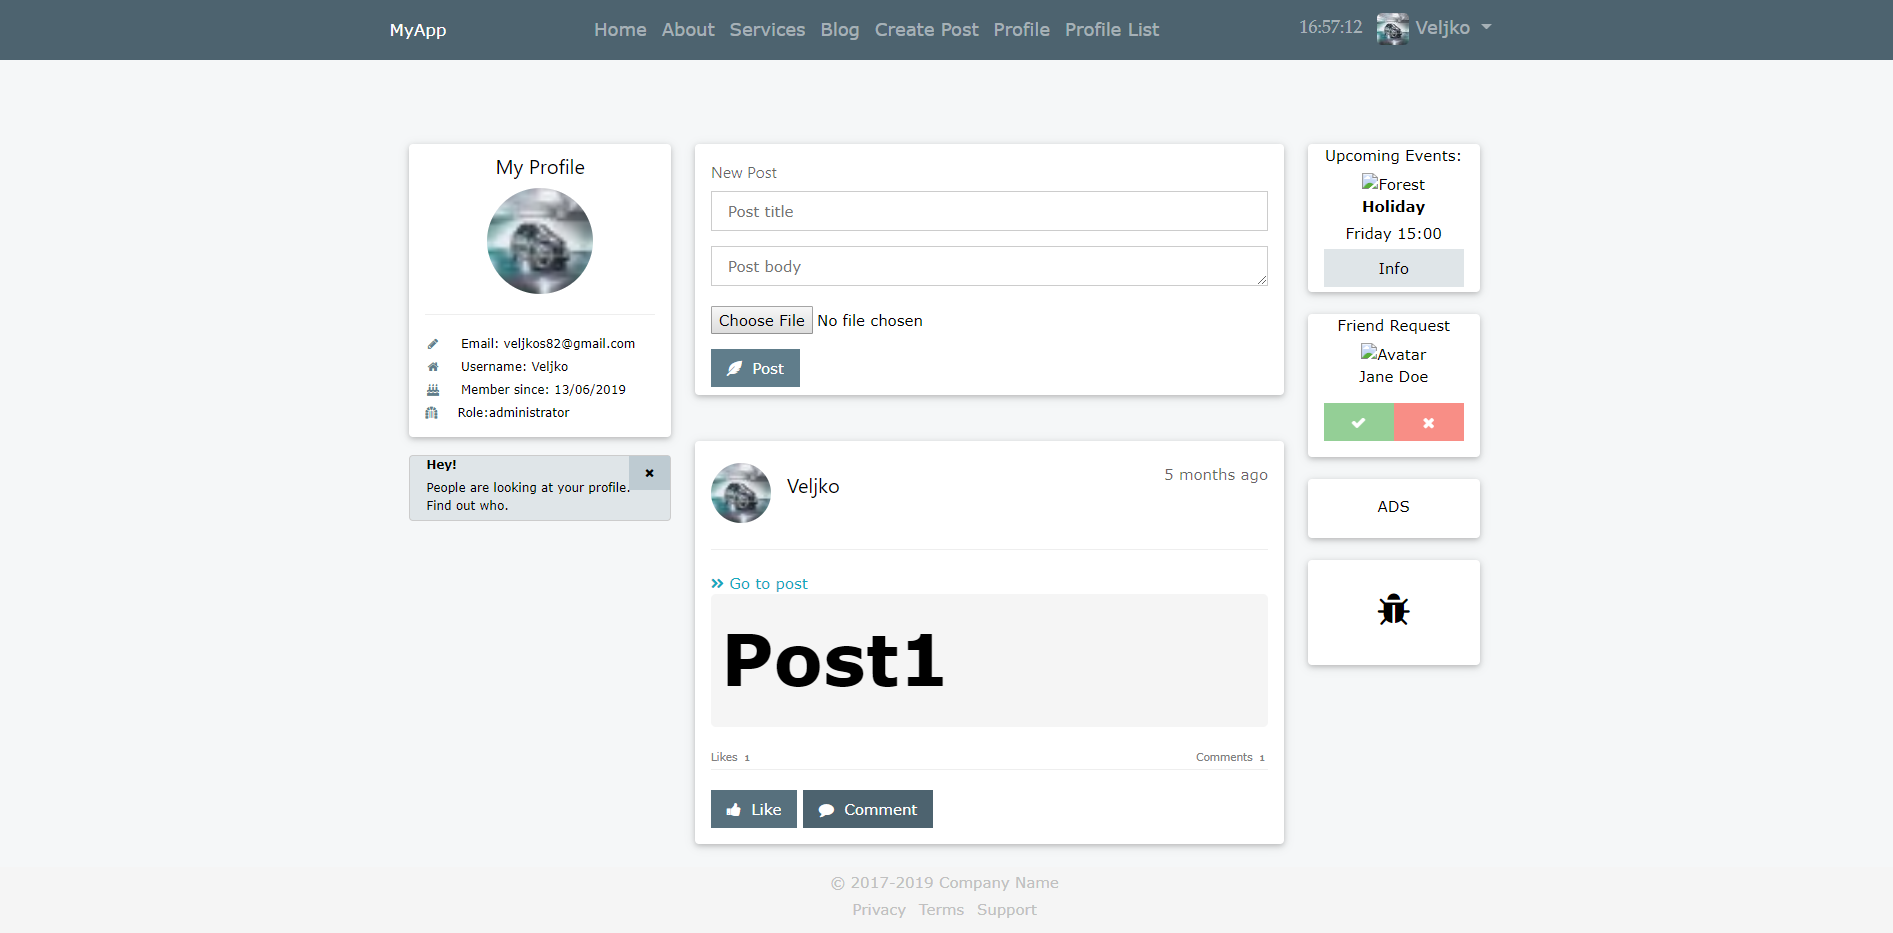 MyApp Home About Services Blog Create Post Profile Profile List 16:57:12 Veljko
My Profile
Email: veljkos82@gmail.com
Username: Veljko
Member since: 13/06/2019
Role:administrator
Hey!
People are looking at your profile.
Find out who.
New Post
Post title
Post body
Choose File No file chosen
Post
Veljko
5 months ago
Go to post
Post1
Likes 1
Comments 1
Like
Comment
Upcoming Events:
Forest
Holiday
Friday 15:00
Info
Friend Request
Avatar
Jane Doe
ADS
© 2017-2019 Company Name
Privacy Terms Support